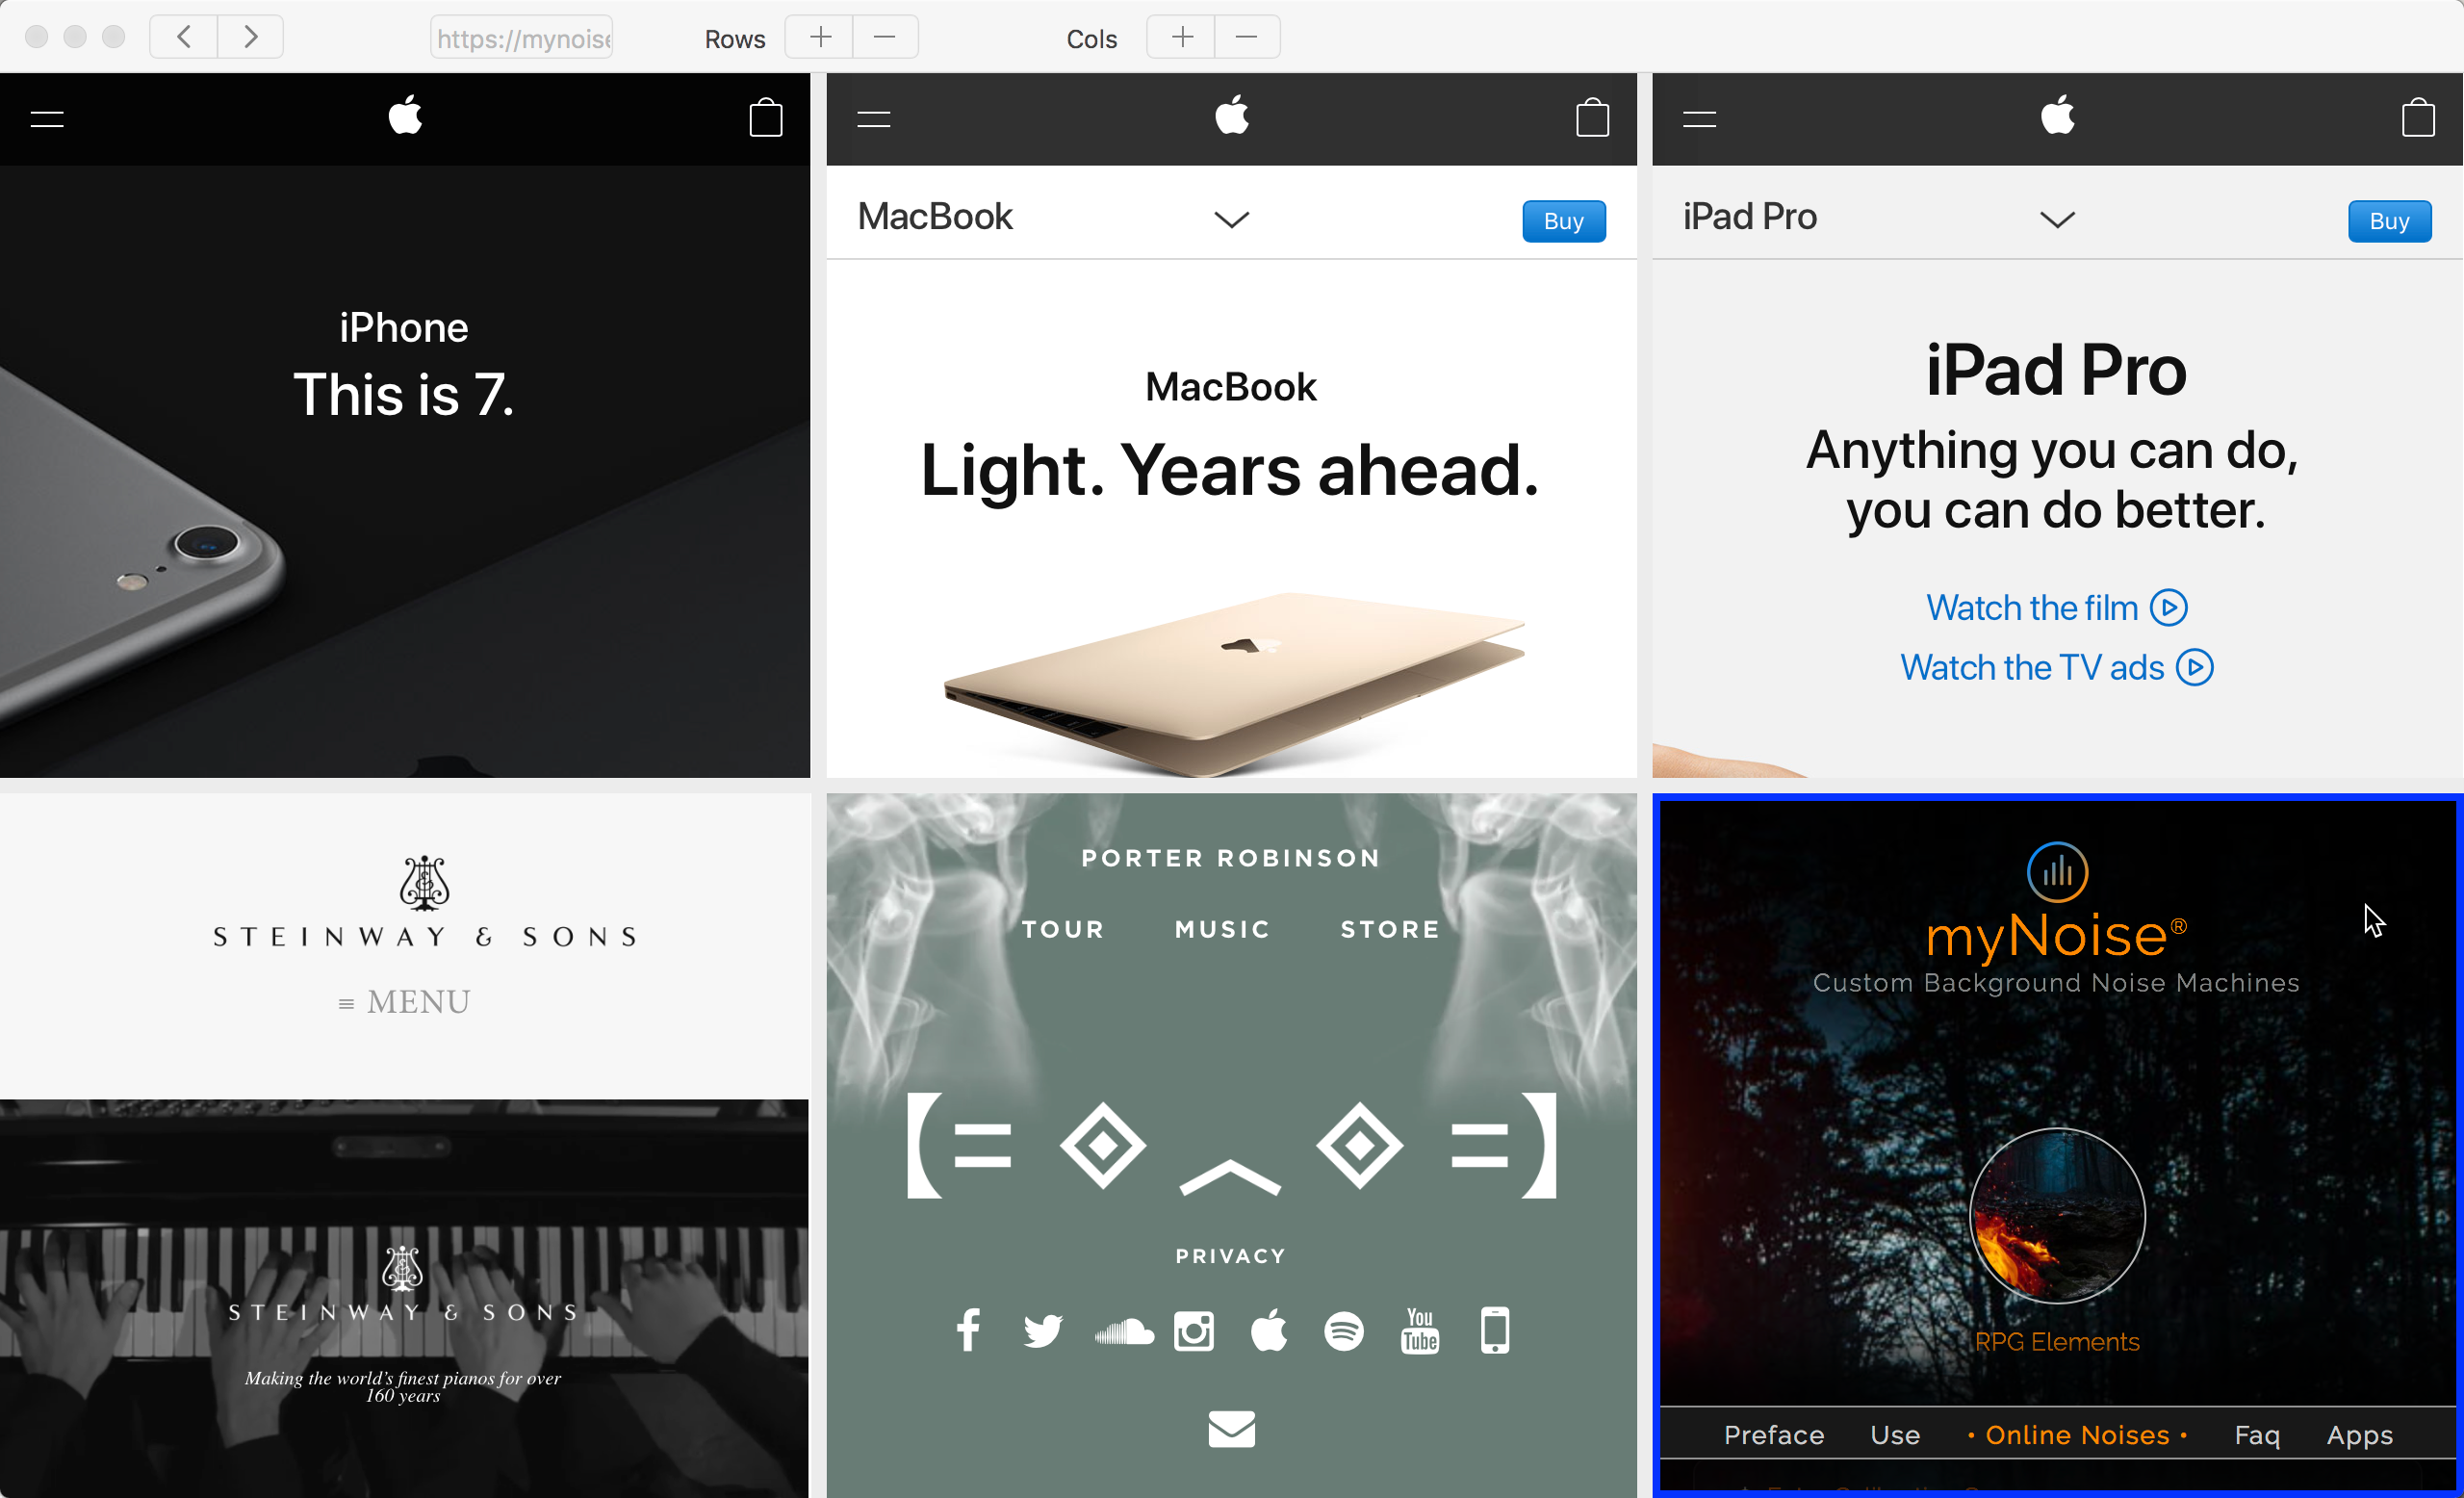 https://mynoise
Rows
Cols
iPhone
This is 7.
MacBook
Buy
MacBook
Light. Years ahead.
iPad Pro
Buy
iPad Pro
Anything you can do,
you can do better.
Watch the film
Watch the TV ads
STEINWAY & SONS
≡ MENU
STEINWAY & SONS
Making the world's finest pianos for over
160 years
PORTER ROBINSON
TOUR MUSIC STORE
PRIVACY
You
Tube
myNoise®
Custom Background Noise Machines
RPG Elements
Preface Use • Online Noises • Faq Apps